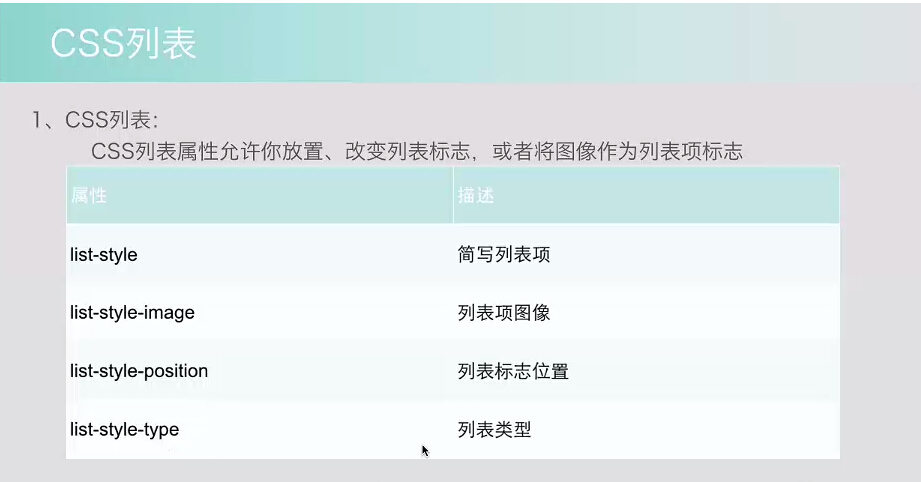 CSS列表
1、CSS列表：
CSS列表属性允许你放置、改变列表标志，或者将图像作为列表项标志
属性 描述
list-style 简写列表项
list-style-image 列表项图像
list-style-position 列表标志位置
list-style-type 列表类型